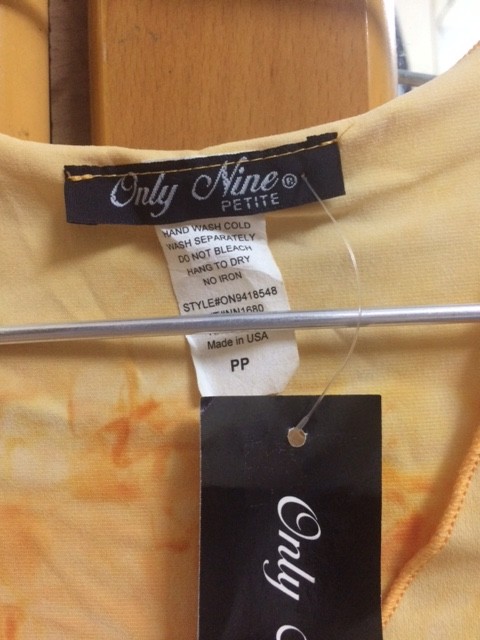 Only Nine®
PETITE
HAND WASH COLD
WASH SEPARATELY
DO NOT BLEACH
HANG TO DRY
NO IRON
STYLE#ON9418548
Made in USA
PP
Only